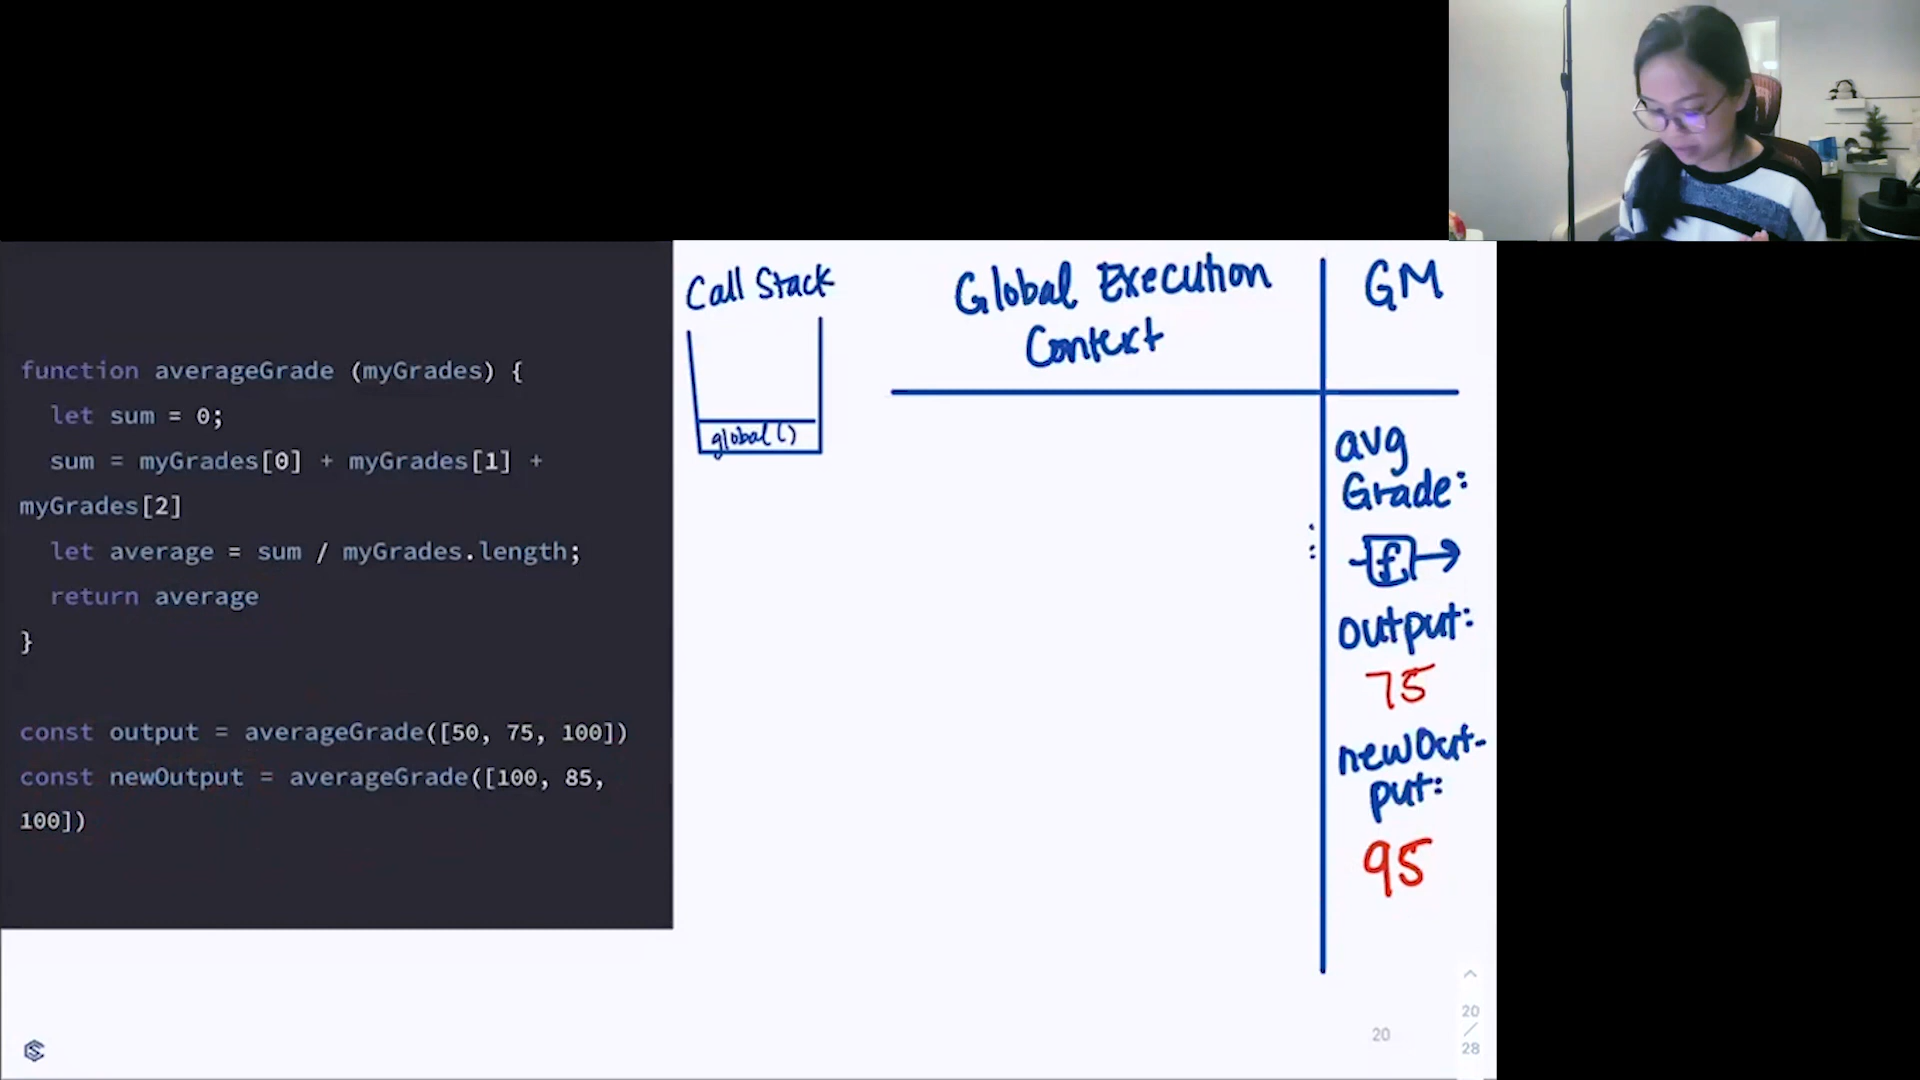 function averageGrade (myGrades) {
let sum = 0;
sum = myGrades[0] + myGrades[1] +
myGrades[2]
let average = sum / myGrades.length;
return average
}
const output = averageGrade([50, 75, 100])
const newOutput = averageGrade([100, 85,
100])
Call Stack
global()
Global Execution
Context
GM
avg
Grade:
f
output:
75
newOut-
put:
95
20
20
/
28